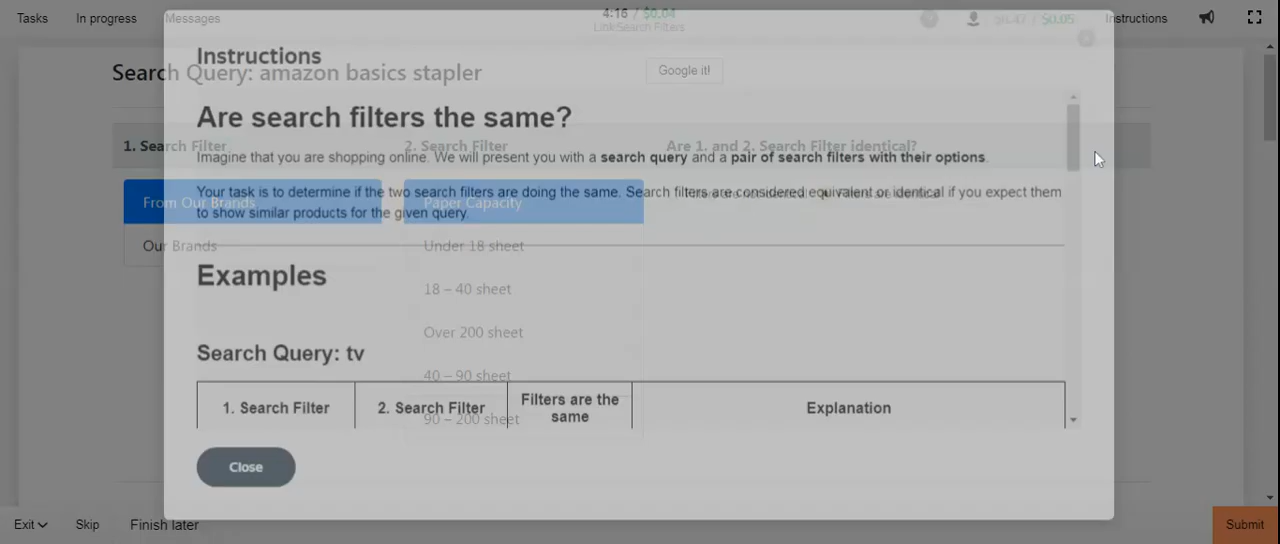 Tasks In progress Messages 4:16 / $0.04 $0.47 / $0.05 Instructions
Link:Search Filters
Instructions
Search Query: amazon basics stapler Google it!
Are search filters the same?
1. Search Filter 2. Search Filter Are 1. and 2. Search Filter identical?
Imagine that you are shopping online. We will present you with a search query and a pair of search filters with their options.
Your task is to determine if the two search filters are doing the same. Search filters are considered equivalent or identical if you expect them
From Our Brands Paper Capacity
to show similar products for the given query.
Our Brands Under 18 sheet
Examples
18 – 40 sheet
Over 200 sheet
Search Query: tv
40 – 90 sheet
1. Search Filter 2. Search Filter Filters are the same Explanation
90 – 200 sheet
Close
Exit Skip Finish later Submit